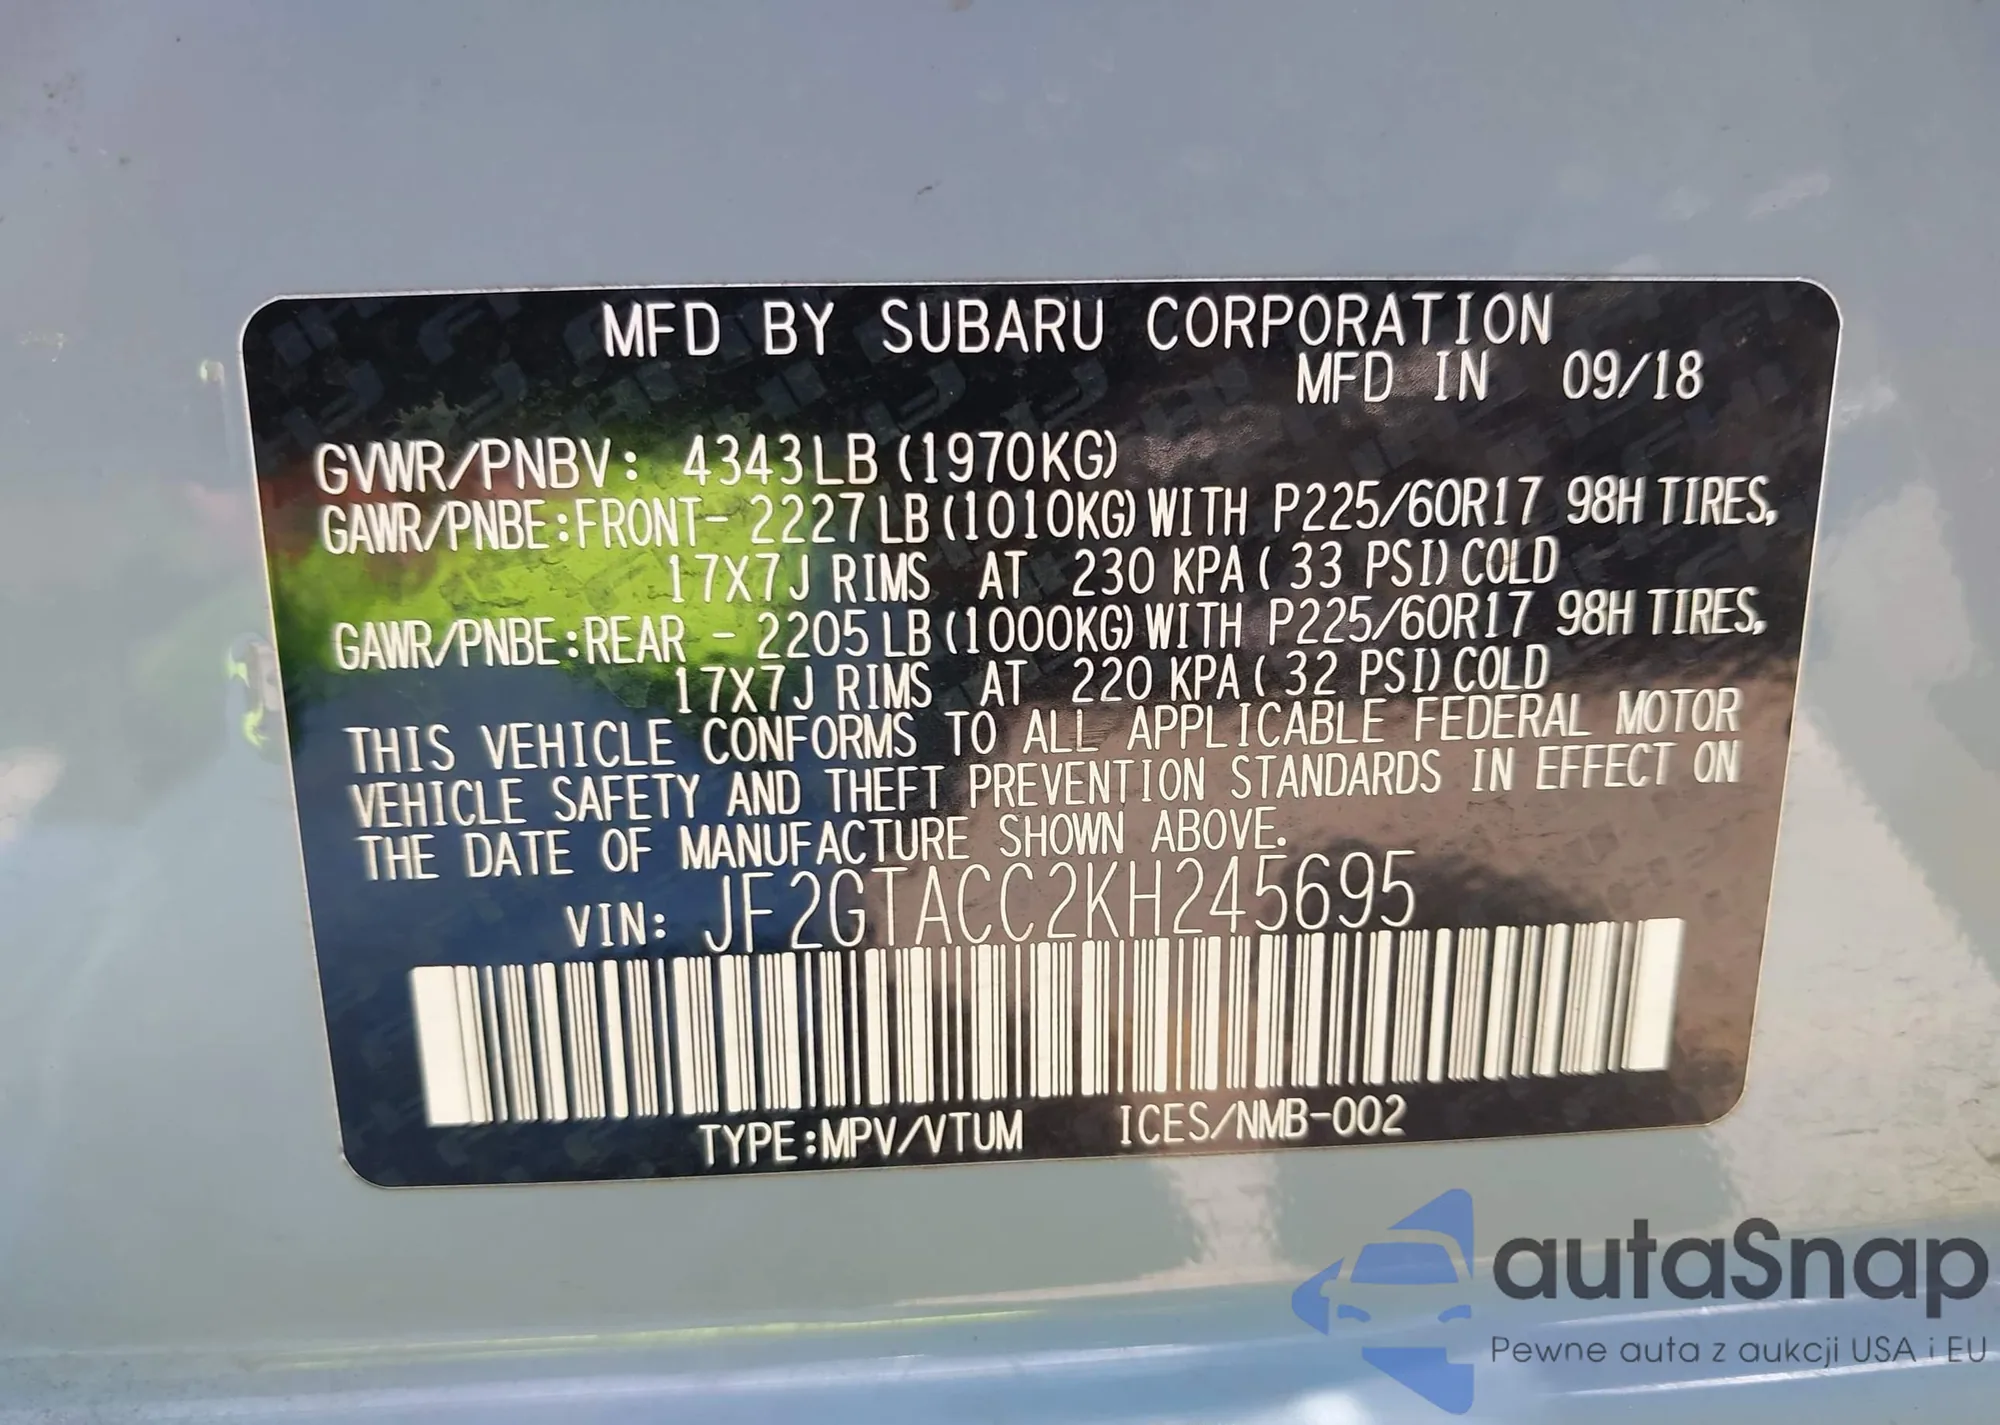 MFD BY SUBARU CORPORATION
MFD IN 09/18
GVWR/PNBV: 4343LB (1970KG)
GAWR/PNBE:FRONT- 2227LB (1010KG) WITH P225/60R17 98H TIRES,
17X7J RIMS AT 230 KPA ( 33 PSI) COLD
GAWR/PNBE:REAR - 2205LB (1000KG) WITH P225/60R17 98H TIRES,
17X7J RIMS AT 220 KPA ( 32 PSI) COLD
THIS VEHICLE CONFORMS TO ALL APPLICABLE FEDERAL MOTOR
VEHICLE SAFETY AND THEFT PREVENTION STANDARDS IN EFFECT ON
THE DATE OF MANUFACTURE SHOWN ABOVE.
VIN: JF2GTACC2KH245695
TYPE:MPV/VTUM ICES/NMB-002
autaSnap
Pewne auta z aukcji USA i EU